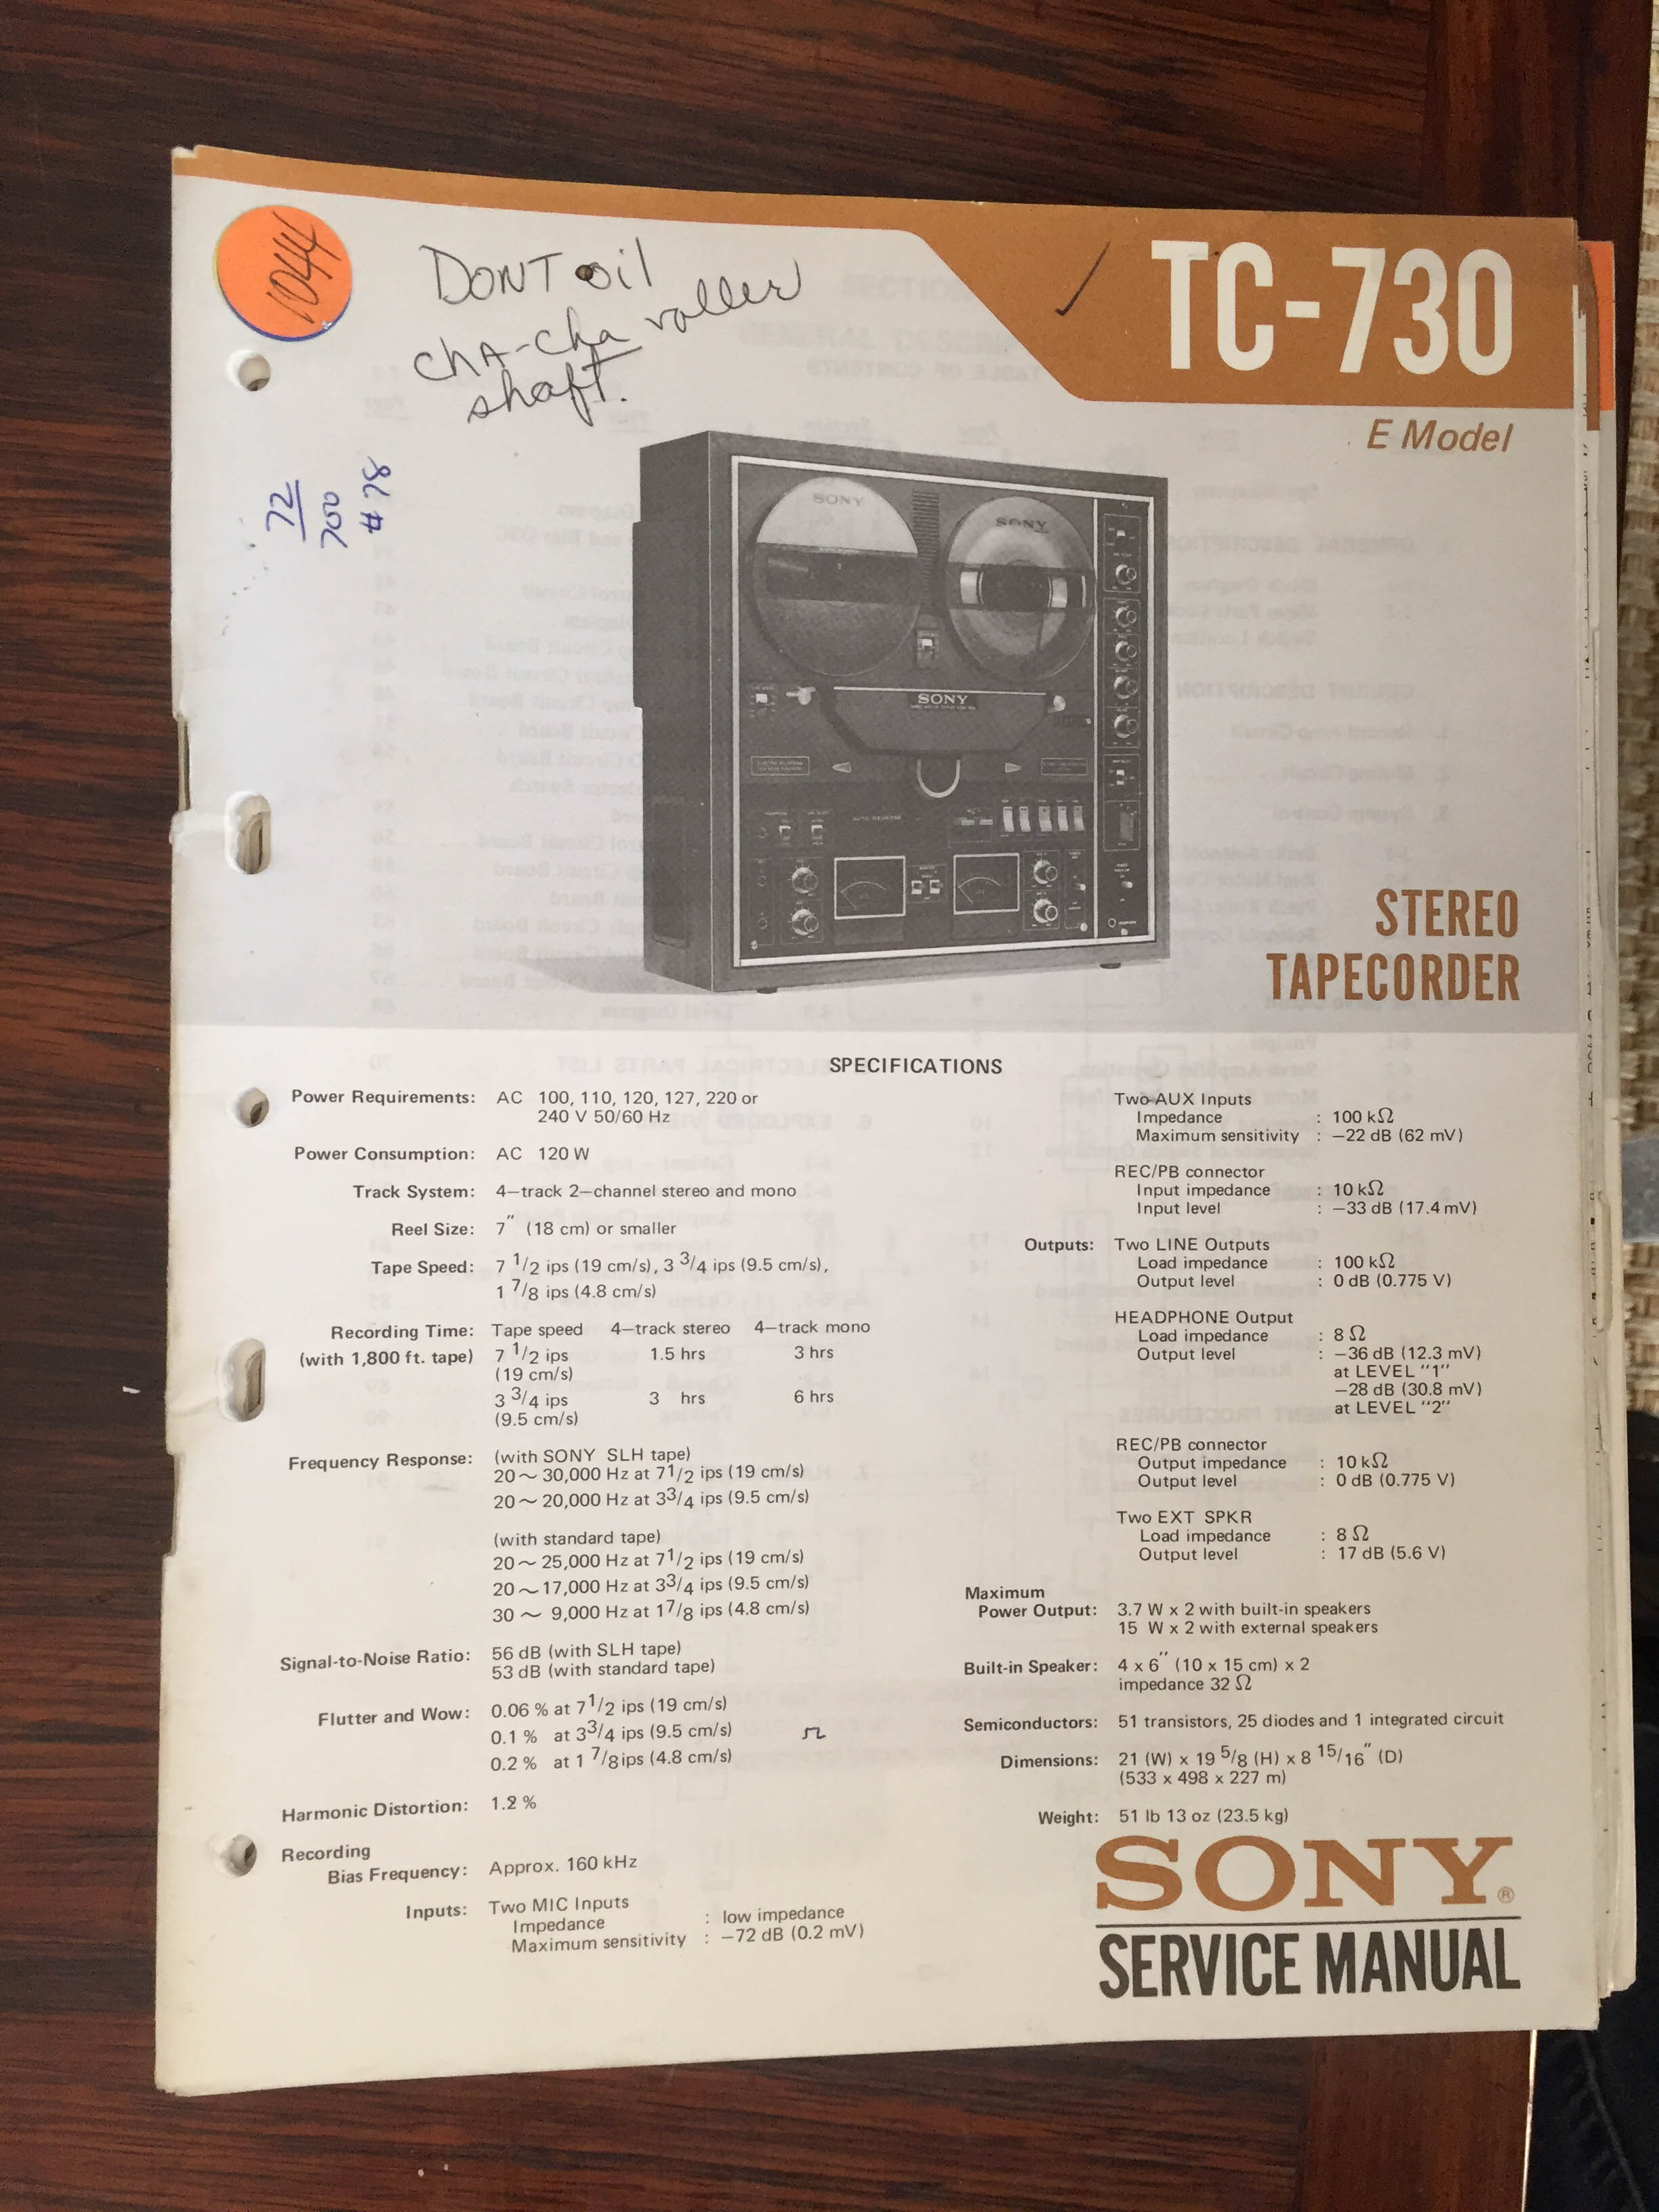 1044
DONT oil
chA-cha roller
shaft.
72
700
# 78
TC-730
E Model
SONY
SONY
SONY
AUTO REVERSE
STEREO
TAPECORDER
SPECIFICATIONS
Power Requirements: AC 100, 110, 120, 127, 220 or
240 V 50/60 Hz
Power Consumption: AC 120 W
Track System: 4—track 2—channel stereo and mono
Reel Size: 7″ (18 cm) or smaller
Tape Speed: 7 1/2 ips (19 cm/s), 3 3/4 ips (9.5 cm/s),
1 7/8 ips (4.8 cm/s)
Recording Time: Tape speed 4—track stereo 4—track mono
(with 1,800 ft. tape) 7 1/2 ips 1.5 hrs 3 hrs
(19 cm/s)
3 3/4 ips 3 hrs 6 hrs
(9.5 cm/s)
Frequency Response: (with SONY SLH tape)
20 ~ 30,000 Hz at 7 1/2 ips (19 cm/s)
20 ~ 20,000 Hz at 3 3/4 ips (9.5 cm/s)
(with standard tape)
20 ~ 25,000 Hz at 7 1/2 ips (19 cm/s)
20 ~ 17,000 Hz at 3 3/4 ips (9.5 cm/s)
30 ~ 9,000 Hz at 1 7/8 ips (4.8 cm/s)
Signal-to-Noise Ratio: 56 dB (with SLH tape)
53 dB (with standard tape)
Flutter and Wow: 0.06 % at 7 1/2 ips (19 cm/s)
0.1 % at 3 3/4 ips (9.5 cm/s)
0.2 % at 1 7/8 ips (4.8 cm/s)
Harmonic Distortion: 1.2 %
Recording
Bias Frequency: Approx. 160 kHz
Inputs: Two MIC Inputs
Impedance : low impedance
Maximum sensitivity : −72 dB (0.2 mV)
Two AUX Inputs
Impedance : 100 kΩ
Maximum sensitivity : −22 dB (62 mV)
REC/PB connector
Input impedance : 10 kΩ
Input level : −33 dB (17.4 mV)
Outputs: Two LINE Outputs
Load impedance : 100 kΩ
Output level : 0 dB (0.775 V)
HEADPHONE Output
Load impedance : 8 Ω
Output level : −36 dB (12.3 mV)
at LEVEL "1"
−28 dB (30.8 mV)
at LEVEL "2"
REC/PB connector
Output impedance : 10 kΩ
Output level : 0 dB (0.775 V)
Two EXT SPKR
Load impedance : 8 Ω
Output level : 17 dB (5.6 V)
Maximum
Power Output: 3.7 W x 2 with built-in speakers
15 W x 2 with external speakers
Built-in Speaker: 4 x 6″ (10 x 15 cm) x 2
impedance 32 Ω
Semiconductors: 51 transistors, 25 diodes and 1 integrated circuit
Dimensions: 21 (W) x 19 5/8 (H) x 8 15/16″ (D)
(533 x 498 x 227 m)
Weight: 51 lb 13 oz (23.5 kg)
SONY®
SERVICE MANUAL